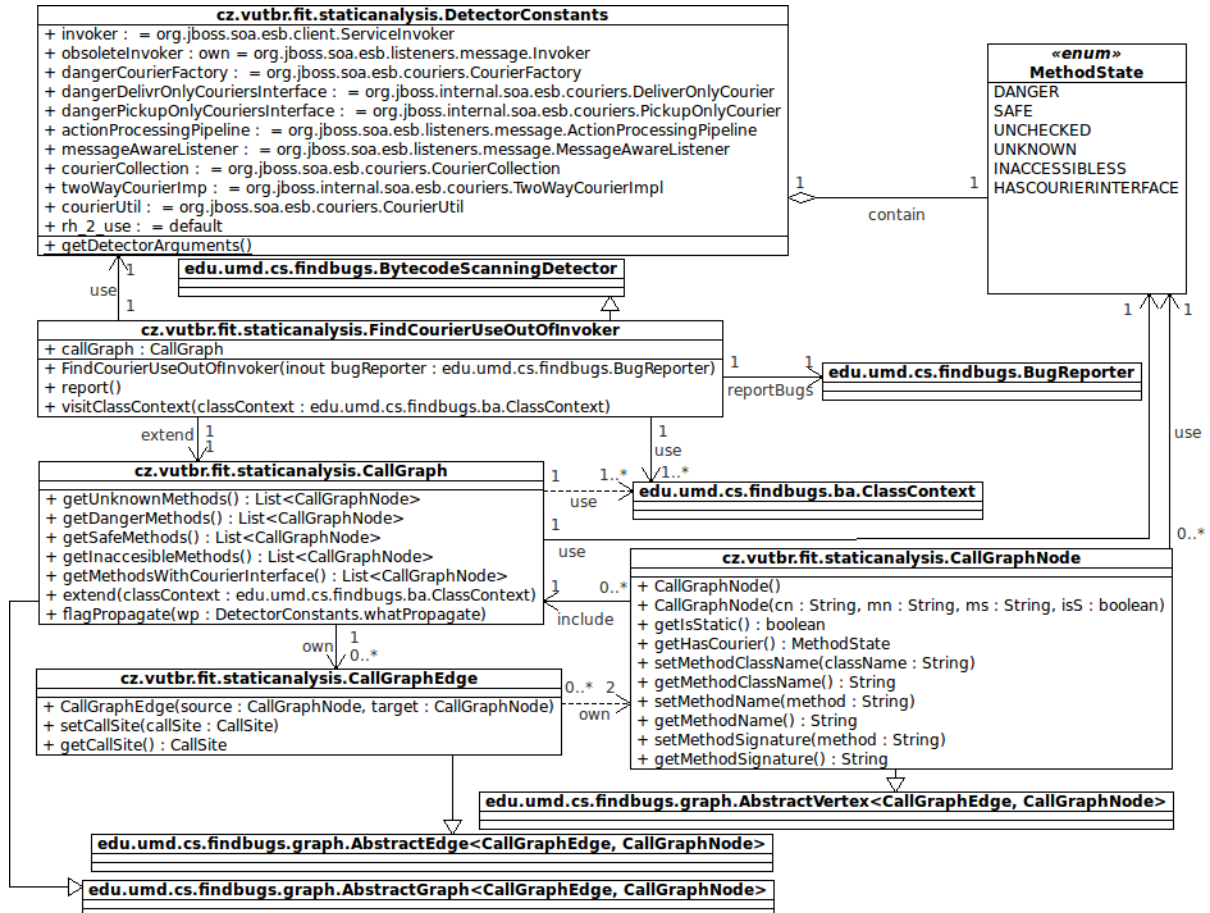 cz.vutbr.fit.staticanalysis.DetectorConstants
+ invoker : = org.jboss.soa.esb.client.ServiceInvoker
+ obsoleteInvoker : own = org.jboss.soa.esb.listeners.message.Invoker
+ dangerCourierFactory : = org.jboss.soa.esb.couriers.CourierFactory
+ dangerDelivrOnlyCouriersInterface : = org.jboss.internal.soa.esb.couriers.DeliverOnlyCourier
+ dangerPickupOnlyCouriersInterface : = org.jboss.internal.soa.esb.couriers.PickupOnlyCourier
+ actionProcessingPipeline : = org.jboss.soa.esb.listeners.message.ActionProcessingPipeline
+ messageAwareListener : = org.jboss.soa.esb.listeners.message.MessageAwareListener
+ courierCollection : = org.jboss.soa.esb.couriers.CourierCollection
+ twoWayCourierImp : = org.jboss.internal.soa.esb.couriers.TwoWayCourierImpl
+ courierUtil : = org.jboss.soa.esb.couriers.CourierUtil
+ rh_2_use : = default
+ getDetectorArguments()
«enum»
MethodState
DANGER
SAFE
UNCHECKED
UNKNOWN
INACCESSIBLESS
HASCOURIERINTERFACE
1
1
contain
1
use
1
edu.umd.cs.findbugs.BytecodeScanningDetector
1
1
cz.vutbr.fit.staticanalysis.FindCourierUseOutOfInvoker
+ callGraph : CallGraph
+ FindCourierUseOutOfInvoker(inout bugReporter : edu.umd.cs.findbugs.BugReporter)
+ report()
+ visitClassContext(classContext : edu.umd.cs.findbugs.ba.ClassContext)
1
1
reportBugs
edu.umd.cs.findbugs.BugReporter
extend
1
1
1
use
1..*
use
cz.vutbr.fit.staticanalysis.CallGraph
+ getUnknownMethods() : List<CallGraphNode>
+ getDangerMethods() : List<CallGraphNode>
+ getSafeMethods() : List<CallGraphNode>
+ getInaccesibleMethods() : List<CallGraphNode>
+ getMethodsWithCourierInterface() : List<CallGraphNode>
+ extend(classContext : edu.umd.cs.findbugs.ba.ClassContext)
+ flagPropagate(wp : DetectorConstants.whatPropagate)
1
1..*
use
edu.umd.cs.findbugs.ba.ClassContext
1
use
0..*
cz.vutbr.fit.staticanalysis.CallGraphNode
+ CallGraphNode()
+ CallGraphNode(cn : String, mn : String, ms : String, isS : boolean)
+ getIsStatic() : boolean
+ getHasCourier() : MethodState
+ setMethodClassName(className : String)
+ getMethodClassName() : String
+ setMethodName(method : String)
+ getMethodName() : String
+ setMethodSignature(method : String)
+ getMethodSignature() : String
1
0..*
include
own
1
0..*
cz.vutbr.fit.staticanalysis.CallGraphEdge
+ CallGraphEdge(source : CallGraphNode, target : CallGraphNode)
+ setCallSite(callSite : CallSite)
+ getCallSite() : CallSite
0..*
2
own
edu.umd.cs.findbugs.graph.AbstractVertex<CallGraphEdge, CallGraphNode>
edu.umd.cs.findbugs.graph.AbstractEdge<CallGraphEdge, CallGraphNode>
edu.umd.cs.findbugs.graph.AbstractGraph<CallGraphEdge, CallGraphNode>